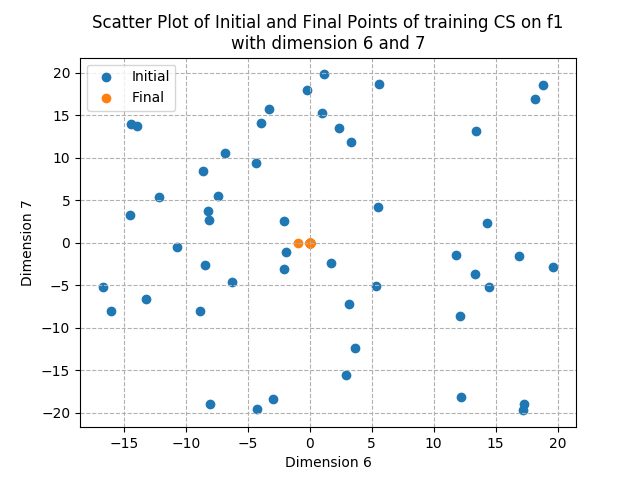 Scatter Plot of Initial and Final Points of training CS on f1
with dimension 6 and 7
Initial
Final
20
15
10
5
0
−5
−10
−15
−20
Dimension 7
−15
−10
−5
0
5
10
15
20
Dimension 6